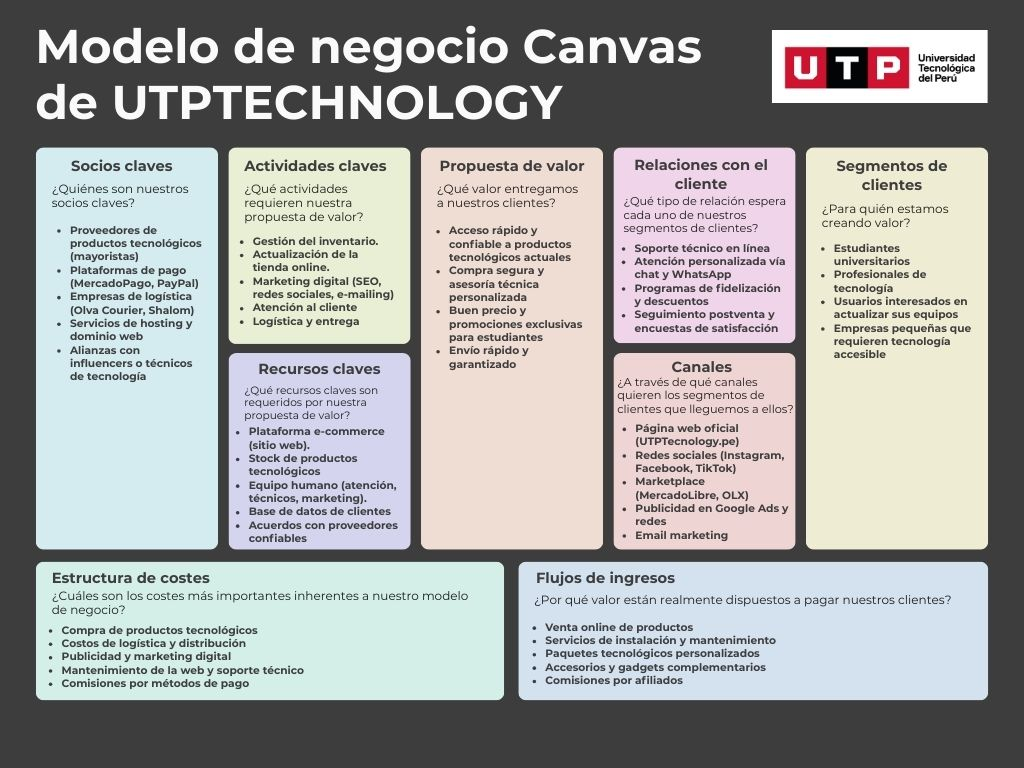 Modelo de negocio Canvas
de UTPTECHNOLOGY
UTP
Universidad
Tecnológica
del Perú
Socios claves
¿Quiénes son nuestros
socios claves?
• Proveedores de
productos tecnológicos
(mayoristas)
• Plataformas de pago
(MercadoPago, PayPal)
• Empresas de logística
(Olva Courier, Shalom)
• Servicios de hosting y
dominio web
• Alianzas con
influencers o técnicos
de tecnología
Actividades claves
¿Qué actividades
requieren nuestra
propuesta de valor?
• Gestión del inventario.
• Actualización de la
tienda online.
• Marketing digital (SEO,
redes sociales, e-mailing)
• Atención al cliente
• Logística y entrega
Recursos claves
¿Qué recursos claves son
requeridos por nuestra
propuesta de valor?
• Plataforma e-commerce
(sitio web).
• Stock de productos
tecnológicos
• Equipo humano (atención,
técnicos, marketing).
• Base de datos de clientes
• Acuerdos con proveedores
confiables
Propuesta de valor
¿Qué valor entregamos
a nuestros clientes?
• Acceso rápido y
confiable a productos
tecnológicos actuales
• Compra segura y
asesoría técnica
personalizada
• Buen precio y
promociones exclusivas
para estudiantes
• Envío rápido y
garantizado
Relaciones con el
cliente
¿Qué tipo de relación espera
cada uno de nuestros
segmentos de clientes?
• Soporte técnico en línea
• Atención personalizada vía
chat y WhatsApp
• Programas de fidelización
y descuentos
• Seguimiento postventa y
encuestas de satisfacción
Canales
¿A través de qué canales
quieren los segmentos de
clientes que lleguemos a ellos?
• Página web oficial
(UTPTecnology.pe)
• Redes sociales (Instagram,
Facebook, TikTok)
• Marketplace
(MercadoLibre, OLX)
• Publicidad en Google Ads y
redes
• Email marketing
Segmentos de
clientes
¿Para quién estamos
creando valor?
• Estudiantes
universitarios
• Profesionales de
tecnología
• Usuarios interesados en
actualizar sus equipos
• Empresas pequeñas que
requieren tecnología
accesible
Estructura de costes
¿Cuáles son los costes más importantes inherentes a nuestro modelo
de negocio?
• Compra de productos tecnológicos
• Costos de logística y distribución
• Publicidad y marketing digital
• Mantenimiento de la web y soporte técnico
• Comisiones por métodos de pago
Flujos de ingresos
¿Por qué valor están realmente dispuestos a pagar nuestros clientes?
• Venta online de productos
• Servicios de instalación y mantenimiento
• Paquetes tecnológicos personalizados
• Accesorios y gadgets complementarios
• Comisiones por afiliados